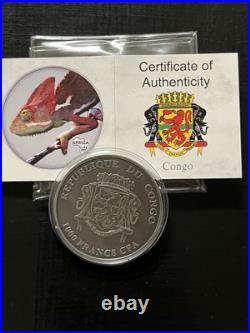 Certificate of
Authenticity
AFRICA
Congo
REPUBLIQUE DU CONGO
1000 FRANCS CFA